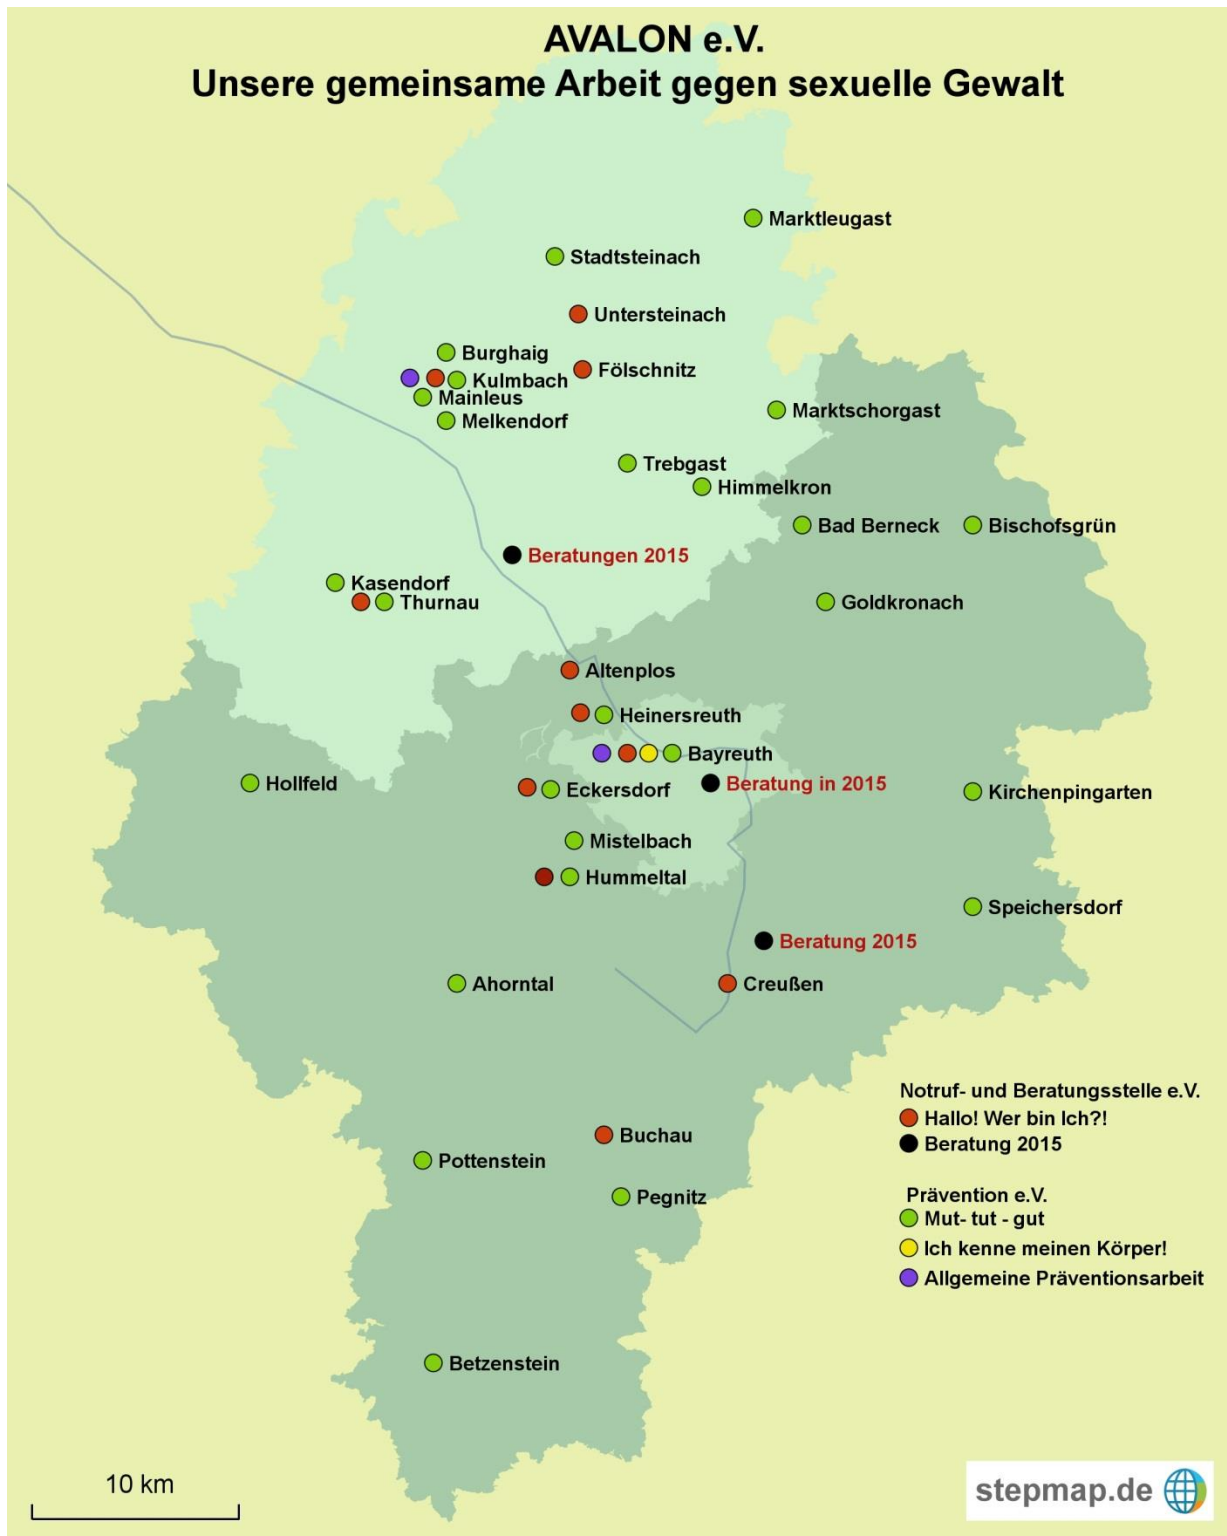 AVALON e.V.
Unsere gemeinsame Arbeit gegen sexuelle Gewalt
Marktleugast
Stadtsteinach
Untersteinach
Burghaig
Fölschnitz
Kulmbach
Mainleus
Marktschorgast
Melkendorf
Trebgast
Himmelkron
Bad Berneck
Bischofsgrün
Beratungen 2015
Kasendorf
Thurnau
Goldkronach
Altenplos
Heinersreuth
Bayreuth
Hollfeld
Beratung in 2015
Eckersdorf
Kirchenpingarten
Mistelbach
Hummeltal
Speichersdorf
Beratung 2015
Ahorntal
Creußen
Buchau
Pottenstein
Pegnitz
Betzenstein
Notruf- und Beratungsstelle e.V.
Hallo! Wer bin Ich?!
Beratung 2015
Prävention e.V.
Mut- tut - gut
Ich kenne meinen Körper!
Allgemeine Präventionsarbeit
10 km
stepmap.de